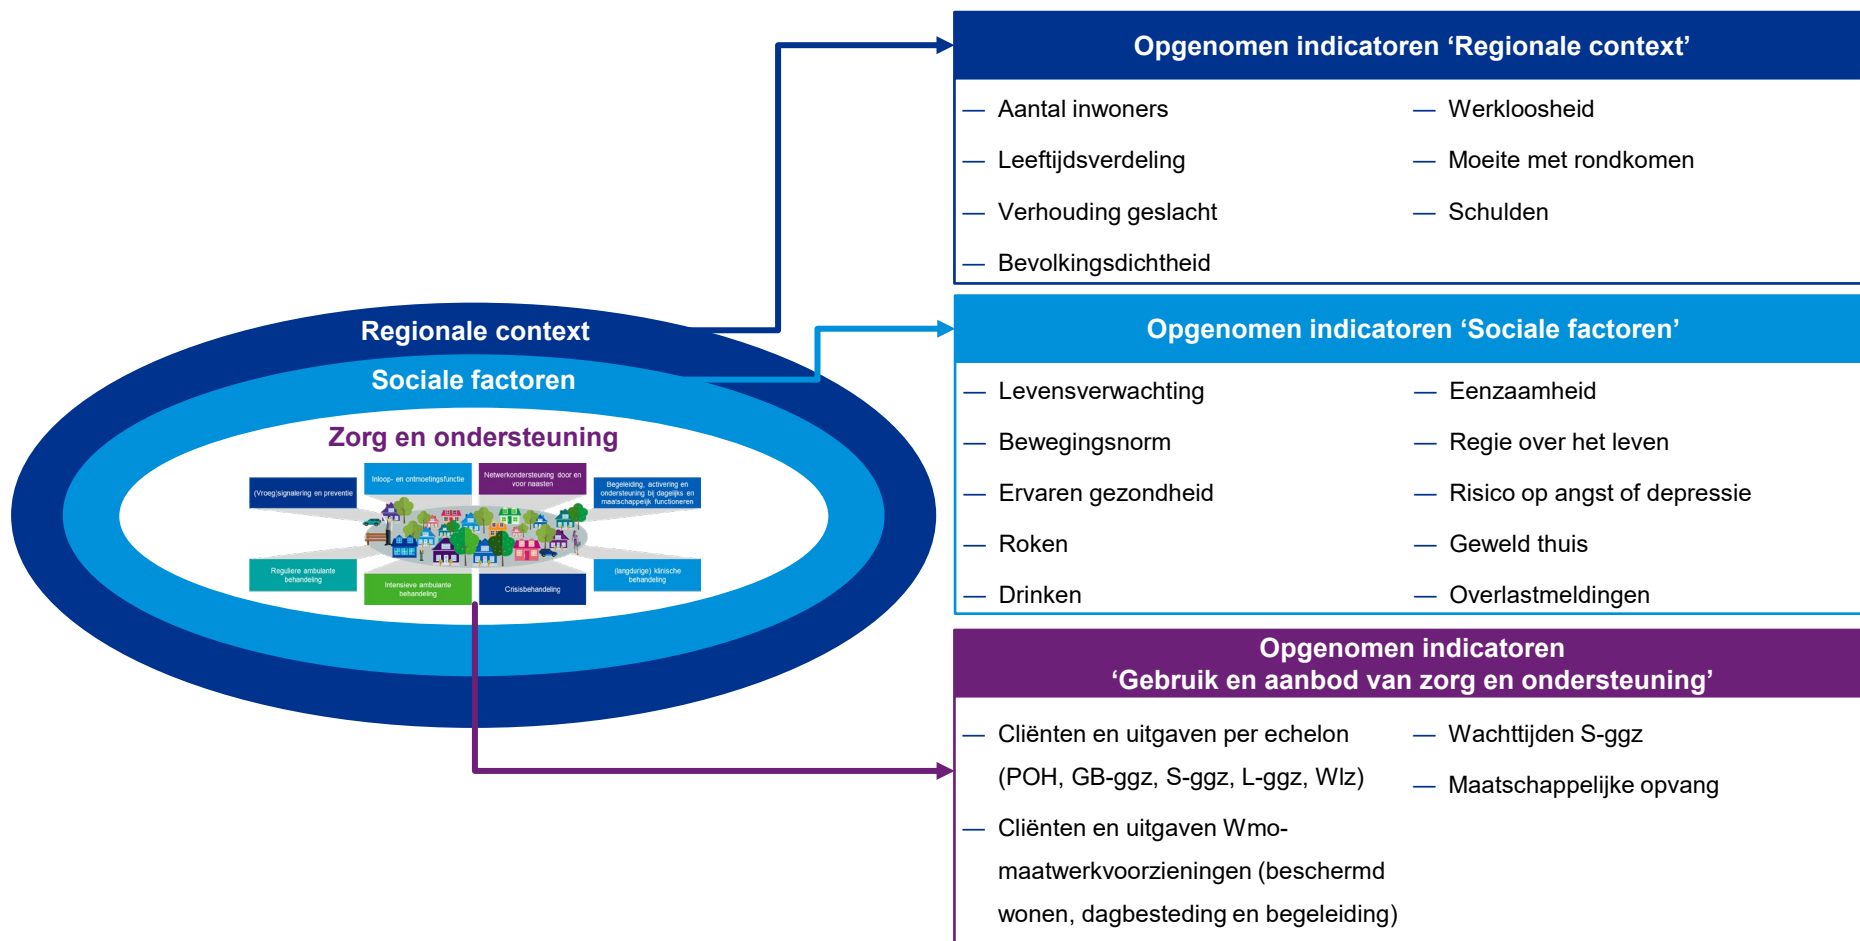 Regionale context
Sociale factoren
Zorg en ondersteuning
(Vroeg)signalering en preventie
Inloop- en ontmoetingsfunctie
Netwerkondersteuning door en
voor naasten
Begeleiding, activering en
ondersteuning bij dagelijks en
maatschappelijk functioneren
Reguliere ambulante
behandeling
Intensieve ambulante
behandeling
Crisisbehandeling
(langdurige) klinische
behandeling
Opgenomen indicatoren ‘Regionale context’
— Aantal inwoners
— Leeftijdsverdeling
— Verhouding geslacht
— Bevolkingsdichtheid
— Werkloosheid
— Moeite met rondkomen
— Schulden
Opgenomen indicatoren ‘Sociale factoren’
— Levensverwachting
— Bewegingsnorm
— Ervaren gezondheid
— Roken
— Drinken
— Eenzaamheid
— Regie over het leven
— Risico op angst of depressie
— Geweld thuis
— Overlastmeldingen
Opgenomen indicatoren
‘Gebruik en aanbod van zorg en ondersteuning’
— Cliënten en uitgaven per echelon
(POH, GB-ggz, S-ggz, L-ggz, Wlz)
— Cliënten en uitgaven Wmo-
maatwerkvoorzieningen (beschermd
wonen, dagbesteding en begeleiding)
— Wachttijden S-ggz
— Maatschappelijke opvang